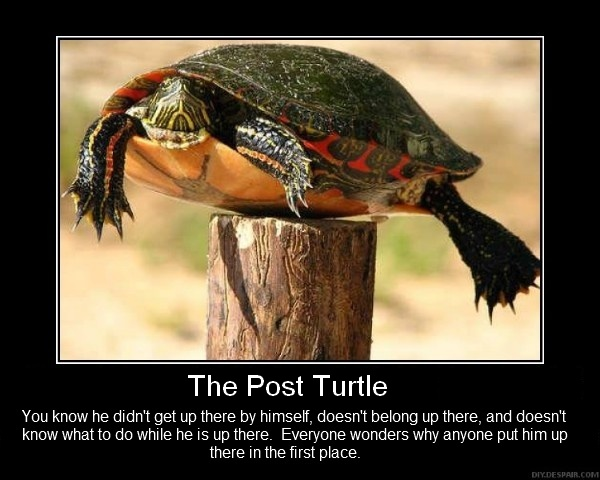 The Post Turtle
You know he didn't get up there by himself, doesn't belong up there, and doesn't
know what to do while he is up there.  Everyone wonders why anyone put him up
there in the first place.
DIY.DESPAIR.COM